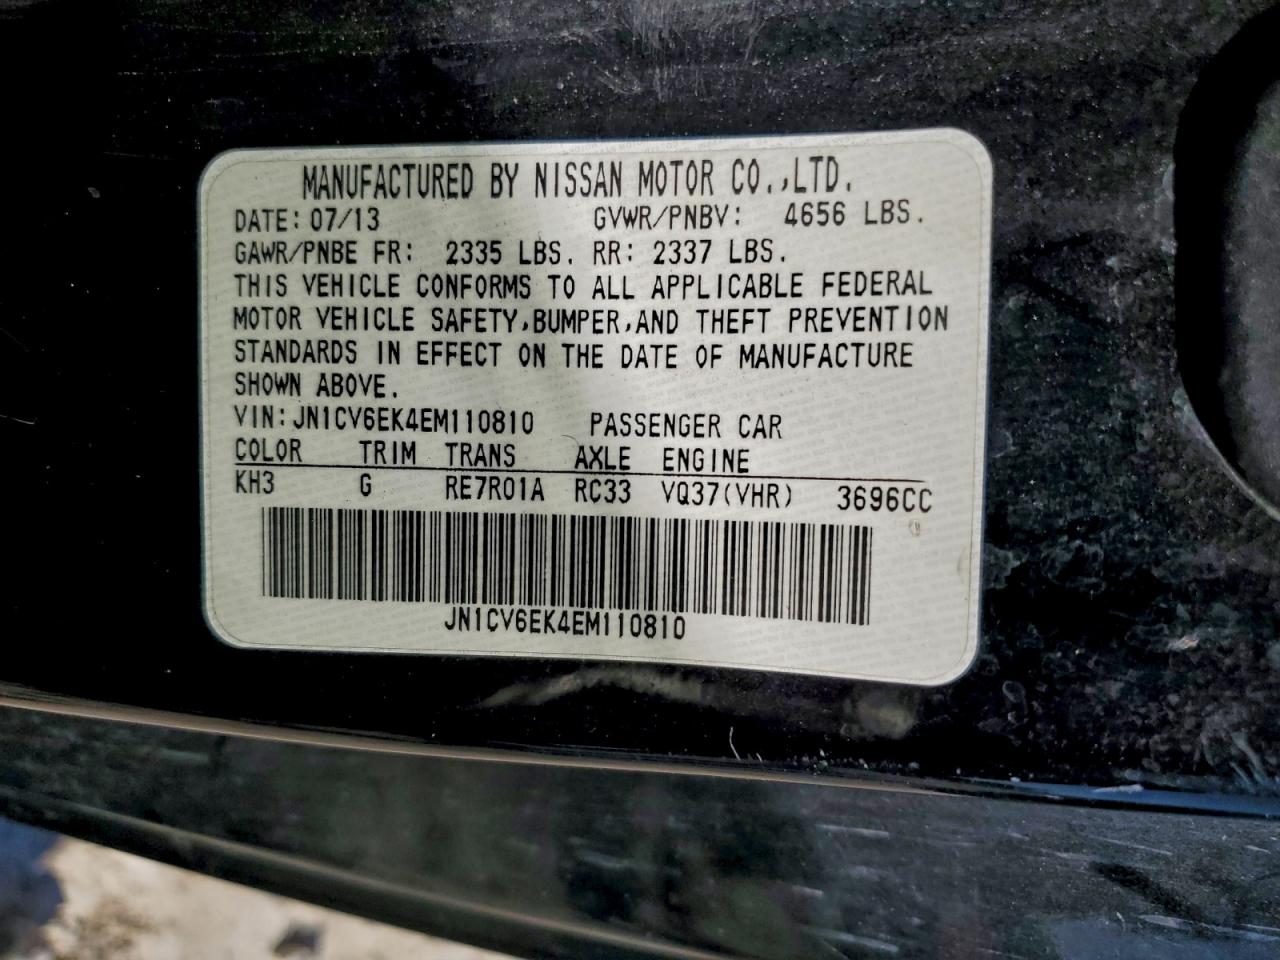 MANUFACTURED BY NISSAN MOTOR CO.,LTD.
DATE: 07/13 GVWR/PNBV: 4656 LBS.
GAWR/PNBE FR: 2335 LBS. RR: 2337 LBS.
THIS VEHICLE CONFORMS TO ALL APPLICABLE FEDERAL
MOTOR VEHICLE SAFETY,BUMPER,AND THEFT PREVENTION
STANDARDS IN EFFECT ON THE DATE OF MANUFACTURE
SHOWN ABOVE.
VIN:JN1CV6EK4EM110810 PASSENGER CAR
COLOR TRIM TRANS AXLE ENGINE
KH3 G RE7R01A RC33 VQ37(VHR) 3696CC
JN1CV6EK4EM110810